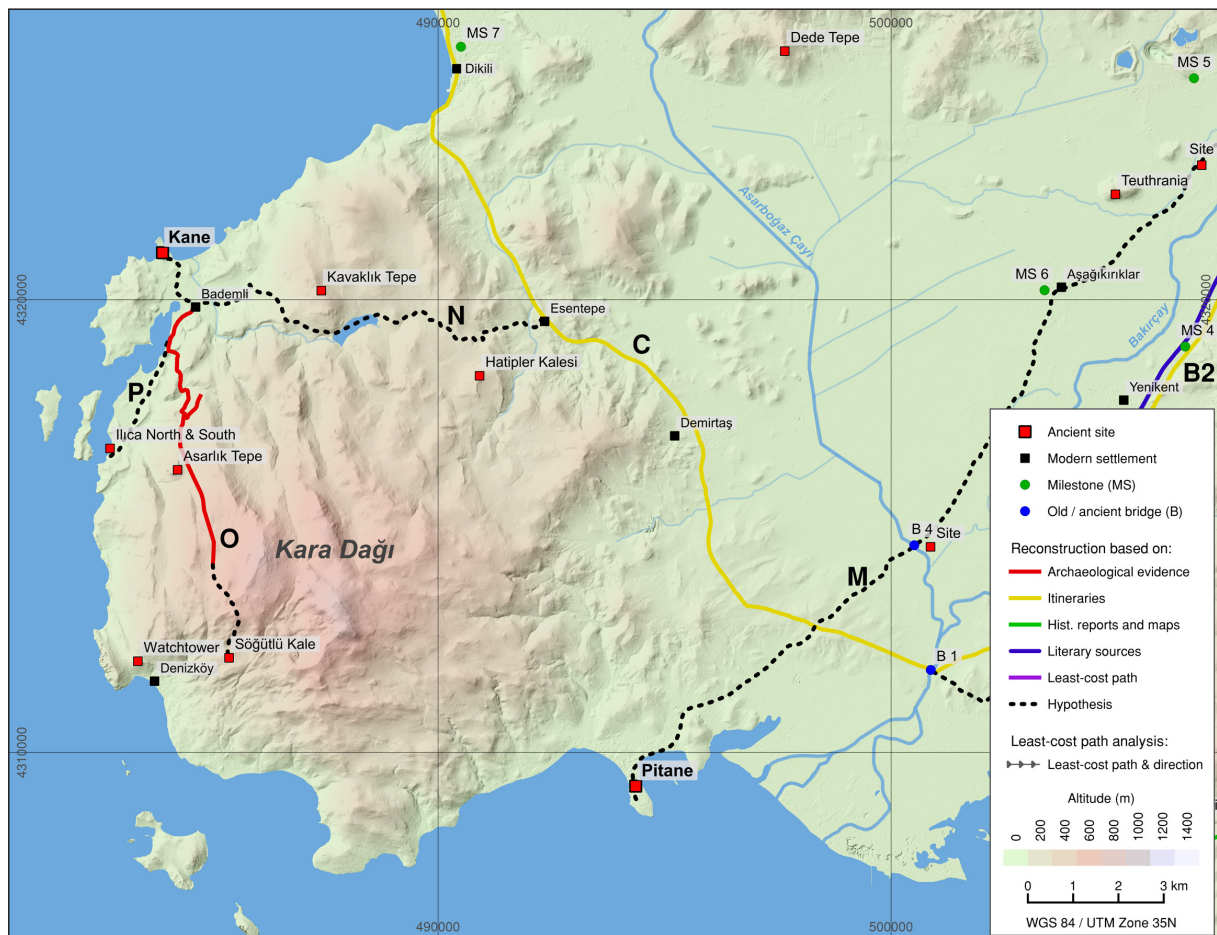 490000
500000
MS 7
Dikili
Dede Tepe
MS 5
Site
Teuthrania
Asarboğaz Çayı
Kane
Kavaklık Tepe
MS 6
Aşağıkırıklar
4320000
4320000
Bademli
Esentepe
N
C
Bakırçay
MS 4
Hatipler Kalesi
B2
P
Yenikent
Demirtaş
Ilıca North & South
Asarlık Tepe
O
Kara Dağı
B 4
Site
M
Watchtower
Söğütlü Kale
Denizköy
B 1
4310000
Pitane
490000
500000
Ancient site
Modern settlement
Milestone (MS)
Old / ancient bridge (B)
Reconstruction based on:
Archaeological evidence
Itineraries
Hist. reports and maps
Literary sources
Least-cost path
Hypothesis
Least-cost path analysis:
Least-cost path & direction
Altitude (m)
0 200 400 600 800 1000 1200 1400
0 1 2 3 km
WGS 84 / UTM Zone 35N